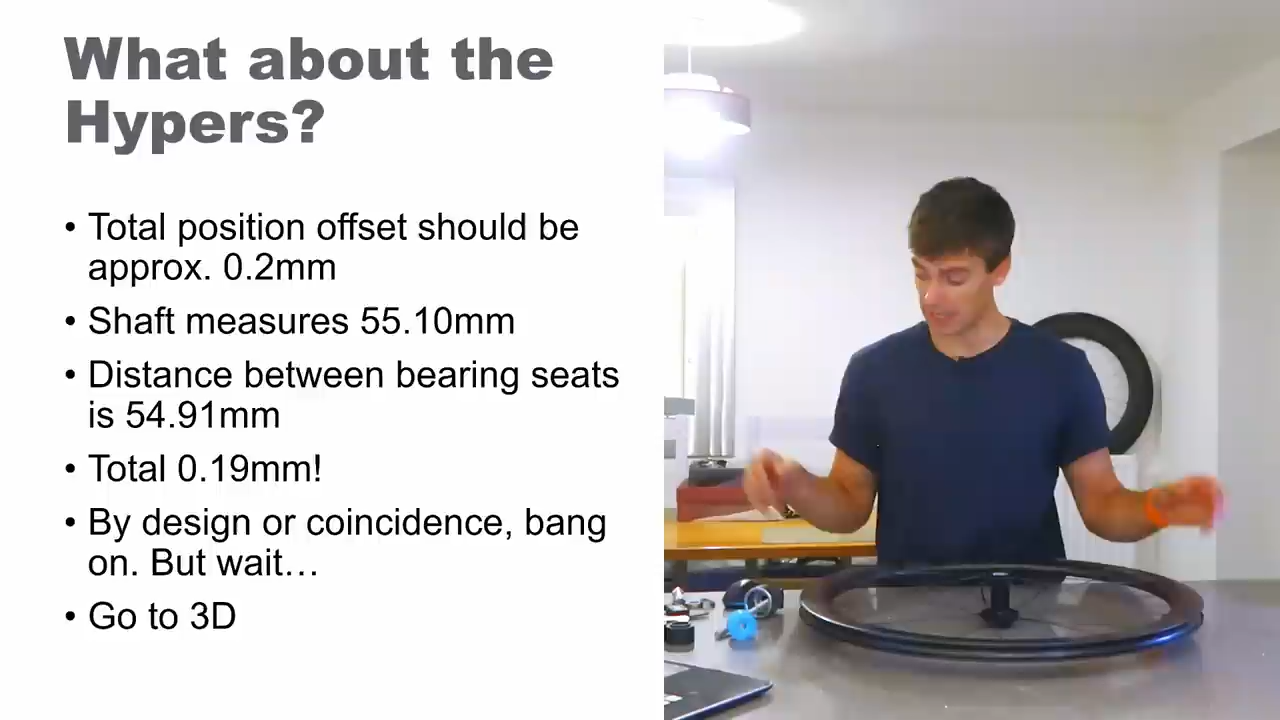 What about the
Hypers?
• Total position offset should be
approx. 0.2mm
• Shaft measures 55.10mm
• Distance between bearing seats
is 54.91mm
• Total 0.19mm!
• By design or coincidence, bang
on. But wait…
• Go to 3D